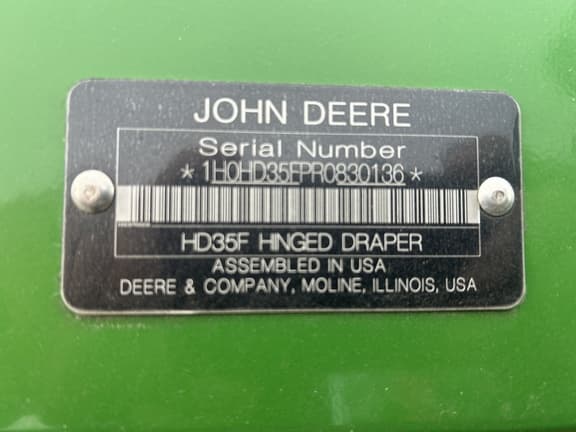 JOHN DEERE
Serial Number
*1H0HD35FPR0830136*
HD35F HINGED DRAPER
ASSEMBLED IN USA
DEERE & COMPANY, MOLINE, ILLINOIS, USA